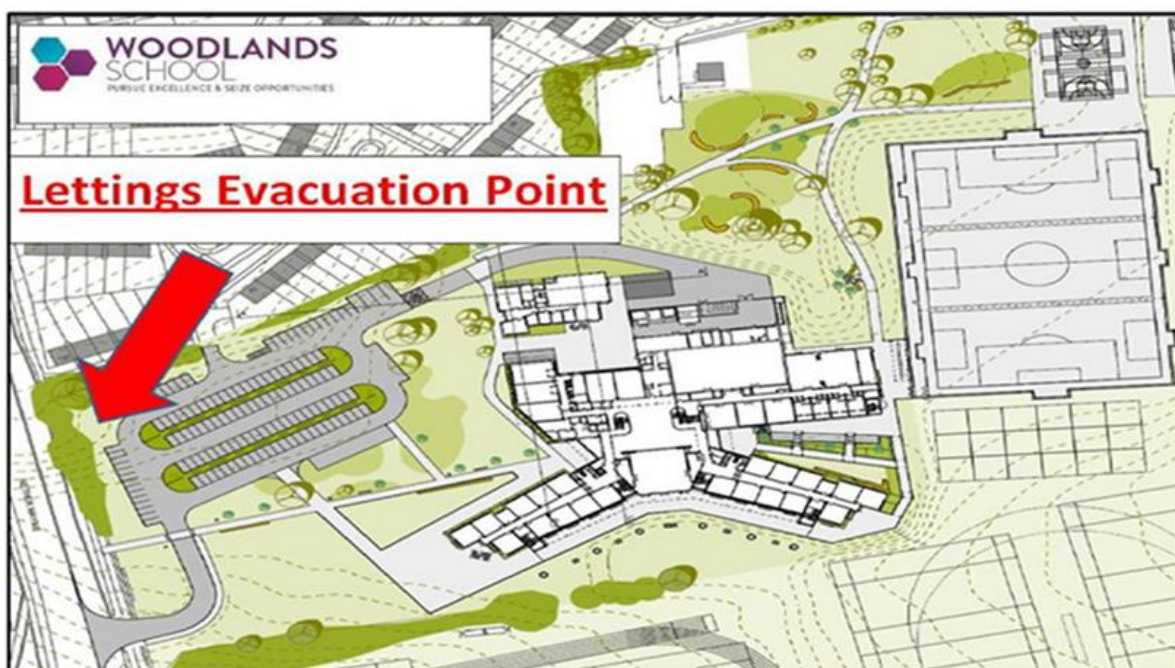 WOODLANDS
SCHOOL
PURSUE EXCELLENCE & SEIZE OPPORTUNITIES
Lettings Evacuation Point